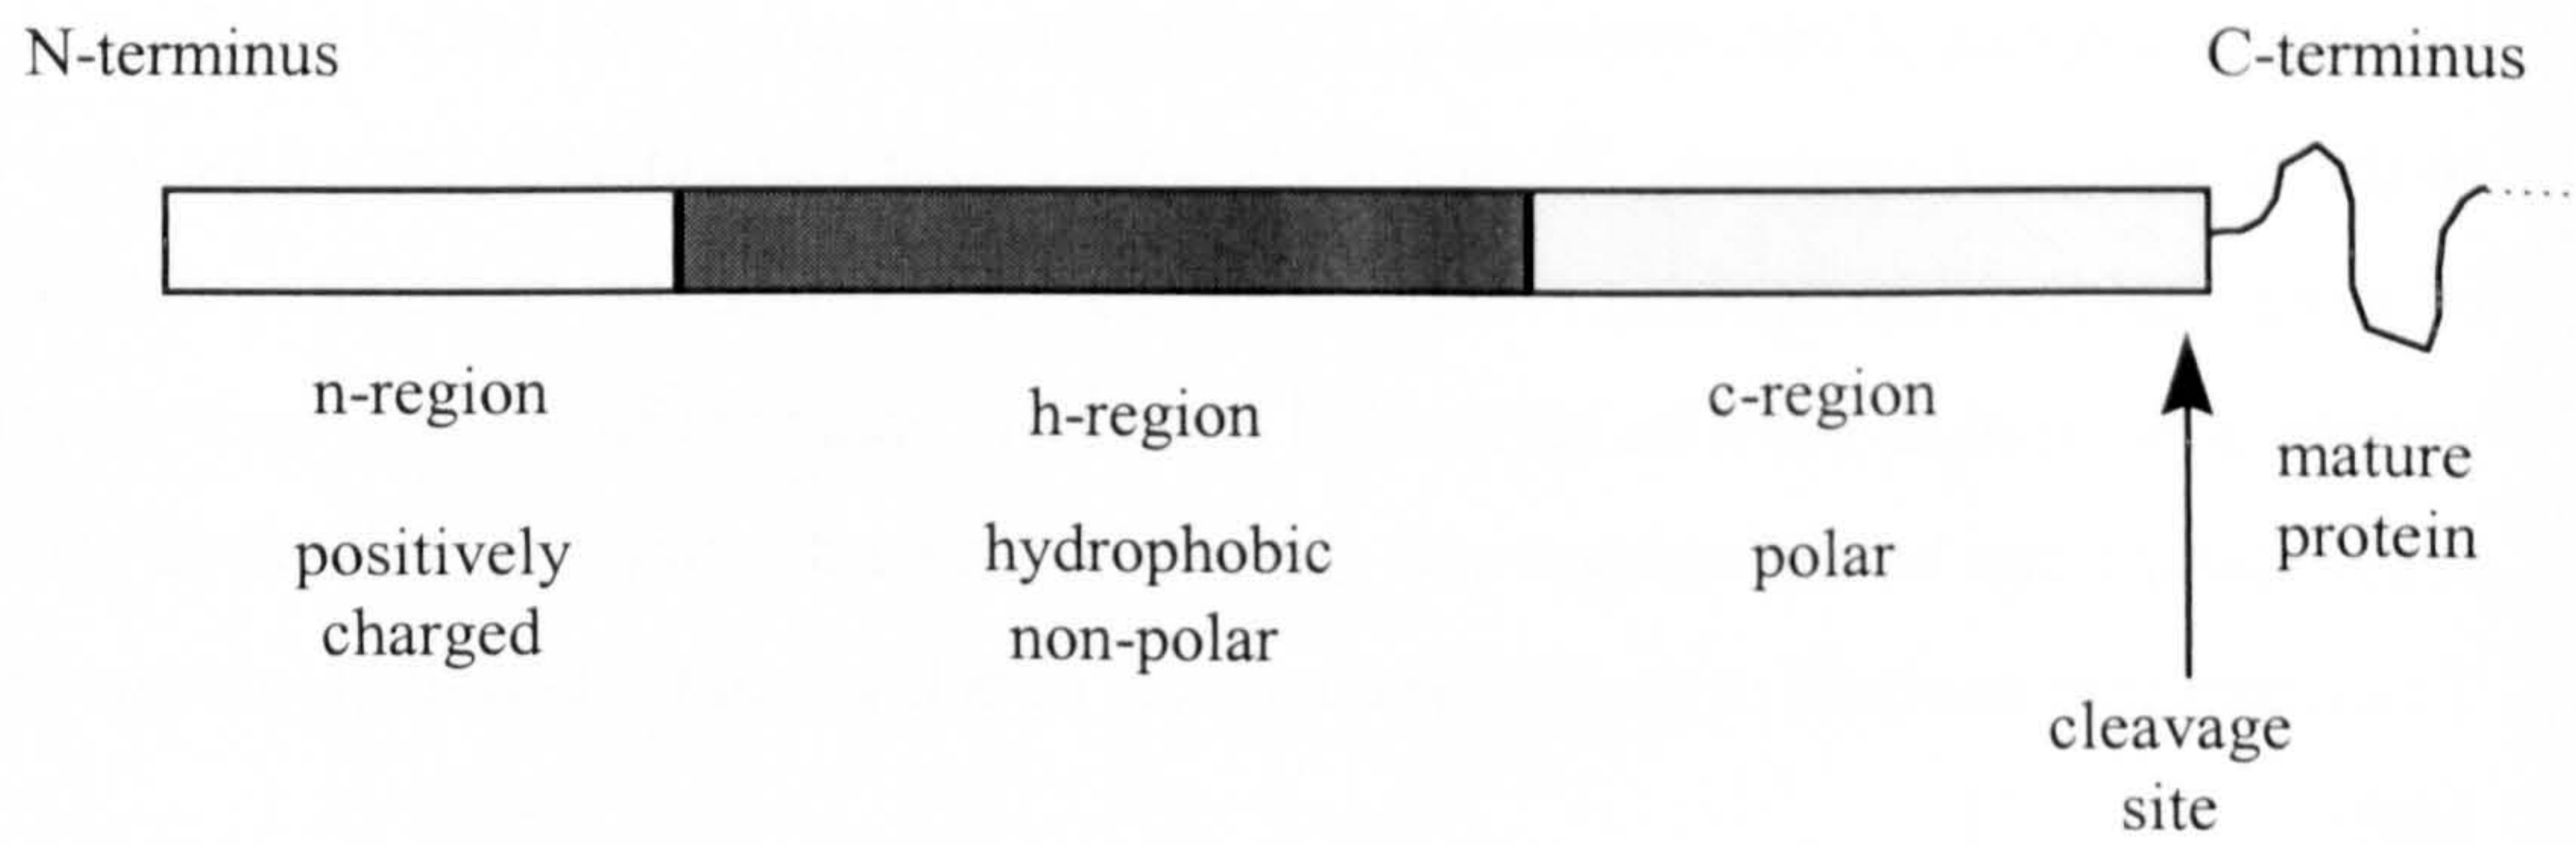 N-terminus
C-terminus
n-region
h-region
c-region
positively
charged
hydrophobic
non-polar
polar
mature
protein
cleavage
site